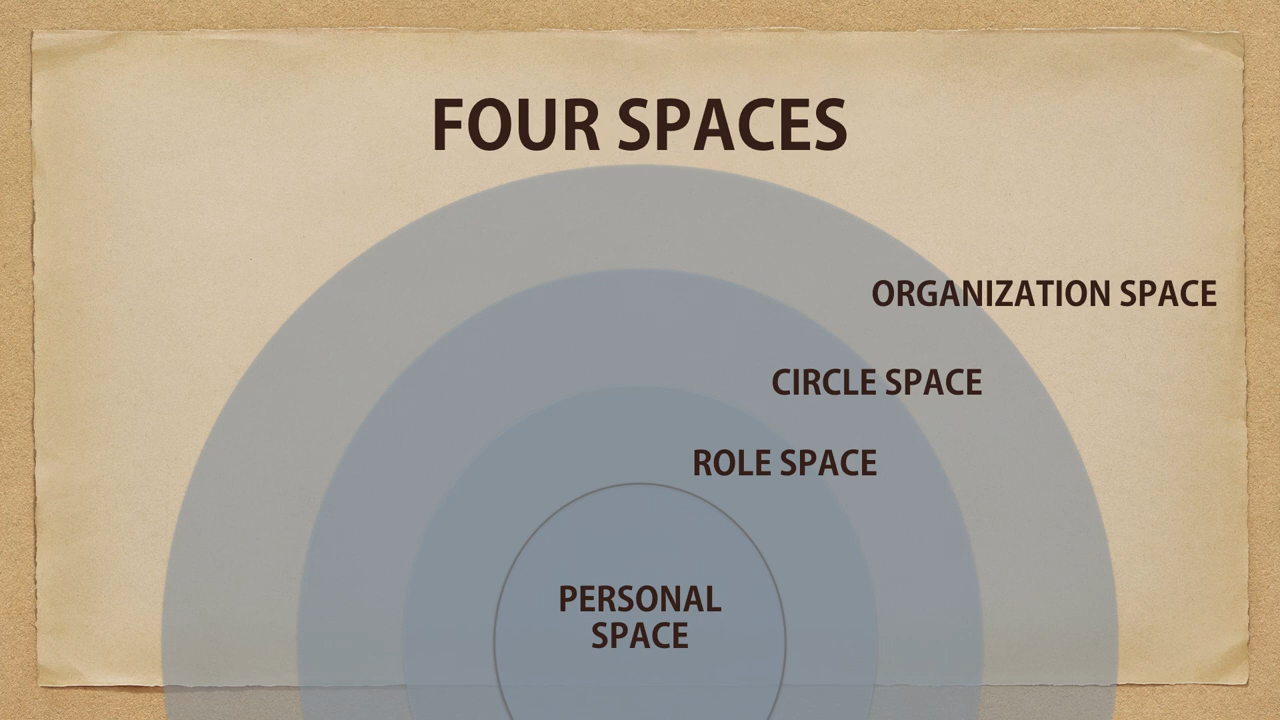 FOUR SPACES
ORGANIZATION SPACE
CIRCLE SPACE
ROLE SPACE
PERSONAL
SPACE